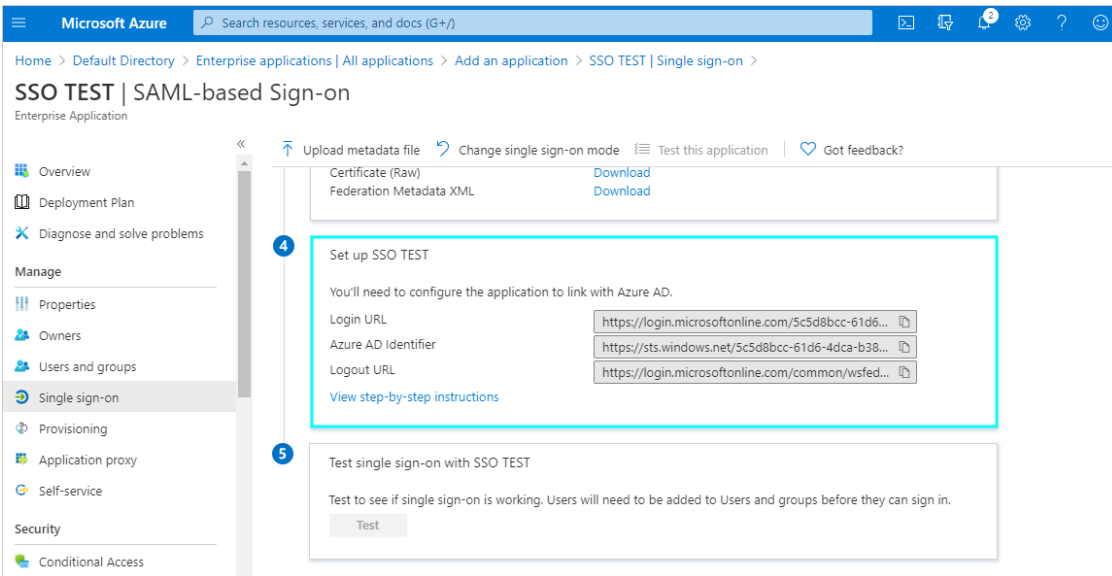 Microsoft Azure
Search resources, services, and docs (G+/)
2
Home > Default Directory > Enterprise applications | All applications > Add an application > SSO TEST | Single sign-on >
SSO TEST | SAML-based Sign-on
Enterprise Application
«
Upload metadata file
Change single sign-on mode
Test this application
Got feedback?
Overview
Deployment Plan
Diagnose and solve problems
Manage
Properties
Owners
Users and groups
Single sign-on
Provisioning
Application proxy
Self-service
Security
Conditional Access
Certificate (Raw) Download
Federation Metadata XML Download
4
Set up SSO TEST
You'll need to configure the application to link with Azure AD.
Login URL https://login.microsoftonline.com/5c5d8bcc-61d6...
Azure AD Identifier https://sts.windows.net/5c5d8bcc-61d6-4dca-b38...
Logout URL https://login.microsoftonline.com/common/wsfed...
View step-by-step instructions
5
Test single sign-on with SSO TEST
Test to see if single sign-on is working. Users will need to be added to Users and groups before they can sign in.
Test